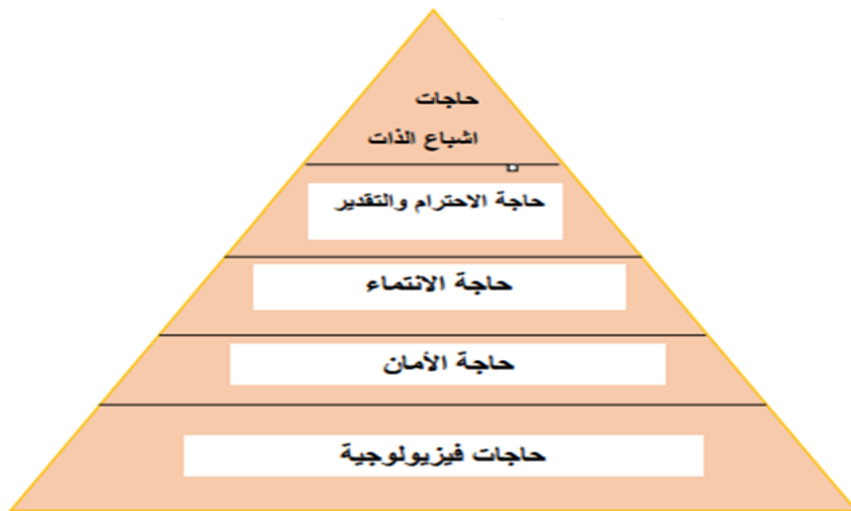 حاجات
اشباع الذات
حاجة الاحترام والتقدير
حاجة الانتماء
حاجة الأمان
حاجات فيزيولوجية